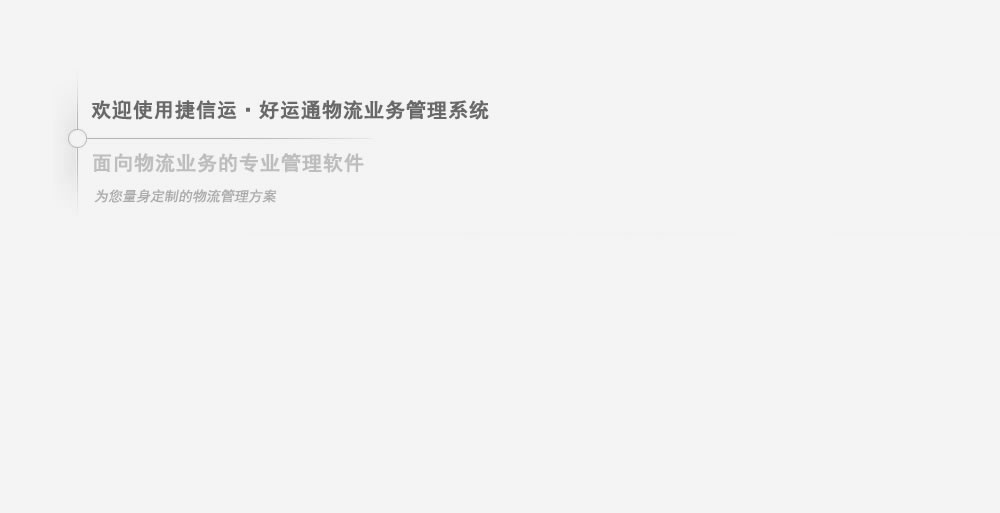 欢迎使用捷信运·好运通物流业务管理系统
面向物流业务的专业管理软件
为您量身定制的物流管理方案